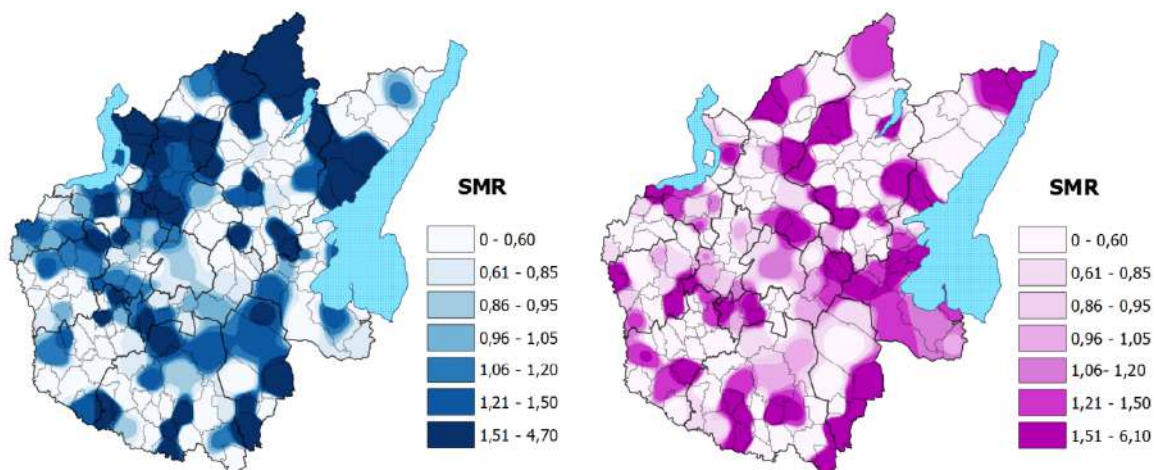 SMR
0 - 0,60
0,61 - 0,85
0,86 - 0,95
0,96 - 1,05
1,06 - 1,20
1,21 - 1,50
1,51 - 4,70
SMR
0 - 0,60
0,61 - 0,85
0,86 - 0,95
0,96 - 1,05
1,06- 1,20
1,21 - 1,50
1,51 - 6,10